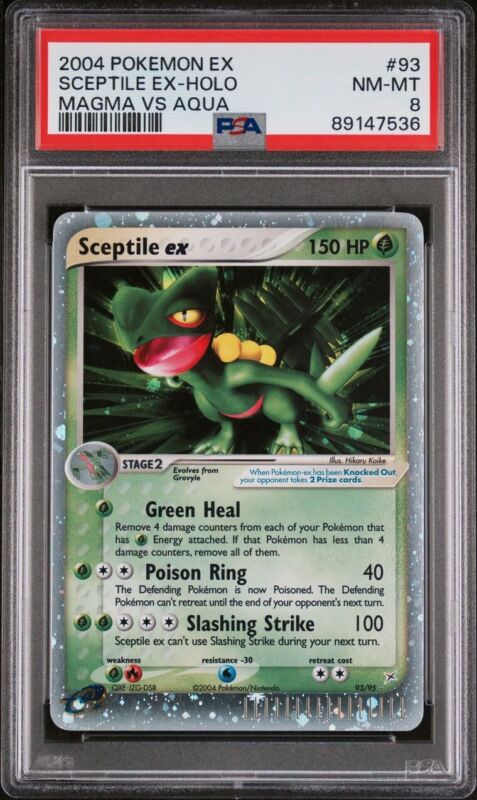 2004 POKEMON EX #93
SCEPTILE EX-HOLO NM-MT
MAGMA VS AQUA 8
PSA 89147536
Sceptile ex 150 HP
Illus. Hikaru Koike
STAGE 2
Evolves from
Grovyle
When Pokémon-ex has been Knocked Out,
your opponent takes 2 Prize cards.
Green Heal
Remove 4 damage counters from each of your Pokémon that
has Energy attached. If that Pokémon has less than 4
damage counters, remove all of them.
Poison Ring 40
The Defending Pokémon is now Poisoned. The Defending
Pokémon can't retreat until the end of your opponent's next turn.
Slashing Strike 100
Sceptile ex can't use Slashing Strike during your next turn.
weakness resistance -30 retreat cost
QXE-JZG-DSR ©2004 Pokémon/Nintendo 93/95
PSA